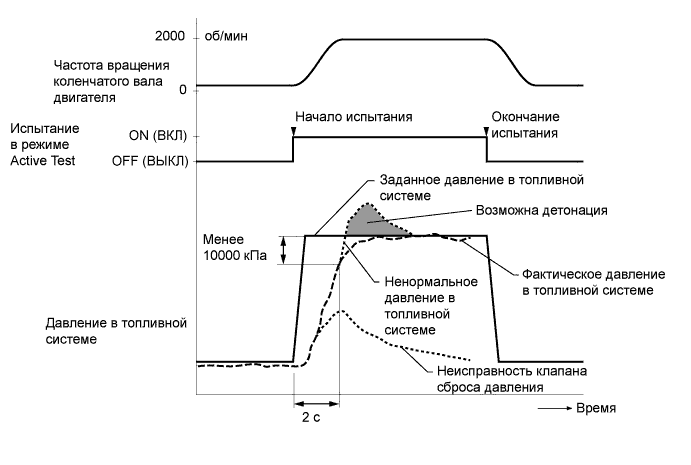 2000 об/мин
Частота вращения
коленчатого вала
двигателя
0
Испытание
в режиме
Active Test
ON (ВКЛ)
OFF (ВЫКЛ)
Начало испытания
Окончание
испытания
Заданное давление в топливной
системе
Возможна детонация
Менее
10000 кПа
Ненормальное
давление в
топливной
системе
Фактическое давление
в топливной системе
Давление в топливной
системе
Неисправность клапана
сброса давления
2 с
Время